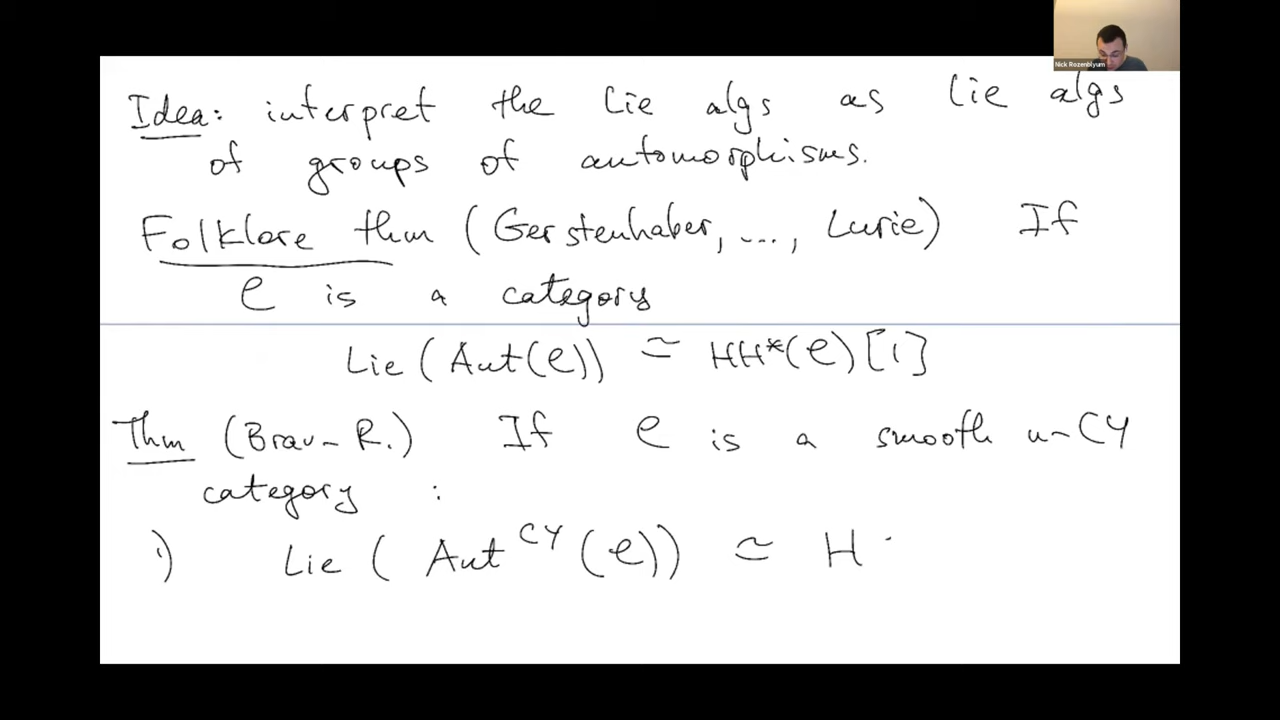 Nick Rozenblyum
Idea: interpret the Lie algs as Lie algs
of groups of automorphisms.
Folklore thm (Gerstenhaber, ..., Lurie) If
C is a category
Lie(Aut(C)) ≃ HH*(C)[1]
Thm (Brav-R.) If C is a smooth n-CY
category :
1) Lie(Aut^CY(C)) ≃ H